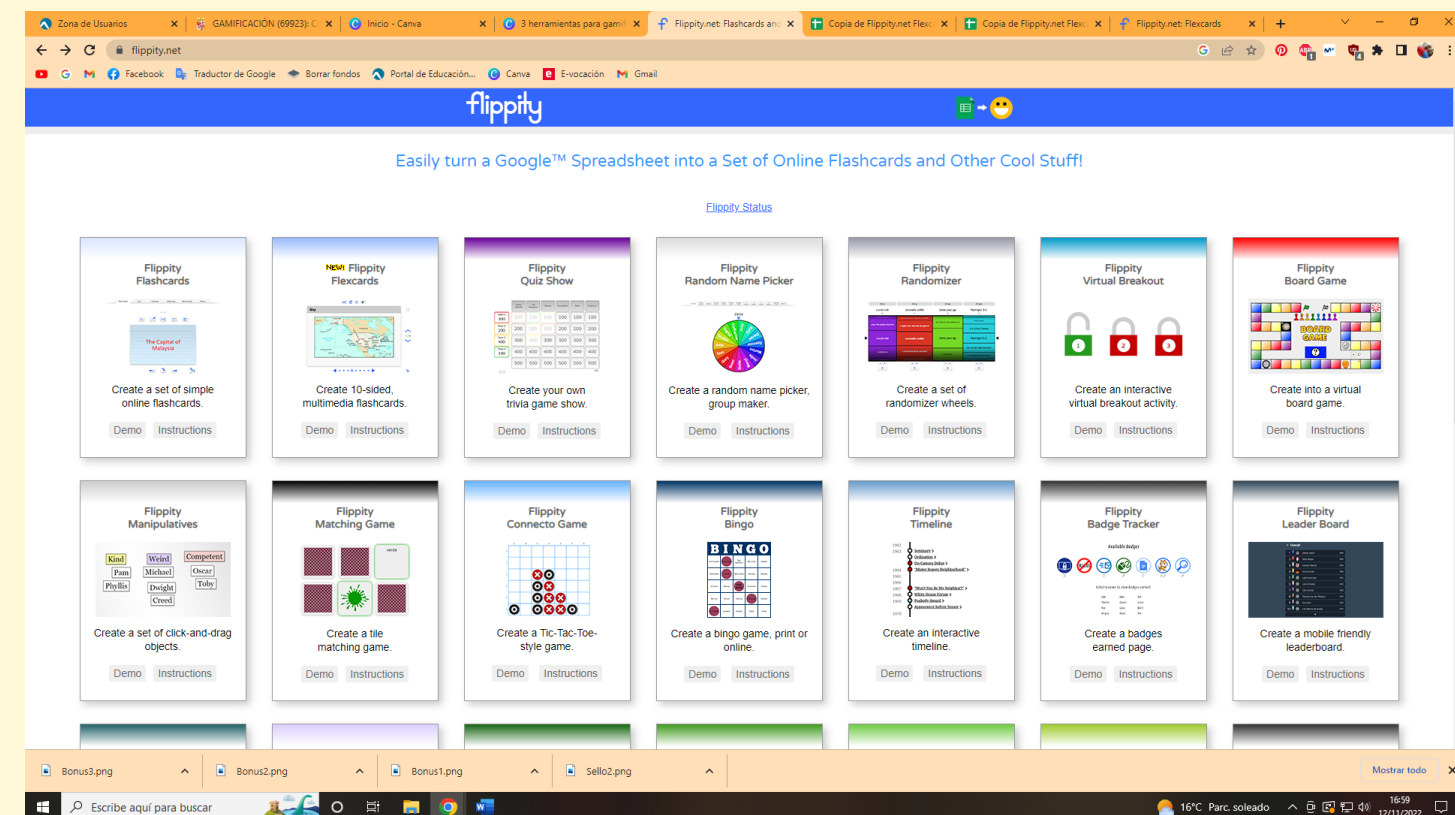 Zona de Usuarios
GAMIFICACIÓN (69923): C
Inicio - Canva
3 herramientas para gamifi
Flippity.net: Flashcards and
Copia de Flippity.net Flexc
Copia de Flippity.net Flexc
Flippity.net: Flexcards
flippity.net
Facebook
Traductor de Google
Borrar fondos
Portal de Educación...
Canva
E-vocación
Gmail
flippity
Easily turn a Google™ Spreadsheet into a Set of Online Flashcards and Other Cool Stuff!
Flippity Status
Flippity
Flashcards
The Capital of
Malaysia
Create a set of simple
online flashcards.
Demo Instructions
NEW! Flippity
Flexcards
Map
Create 10-sided,
multimedia flashcards.
Demo Instructions
Flippity
Quiz Show
Create your own
trivia game show.
Demo Instructions
Flippity
Random Name Picker
Create a random name picker,
group maker.
Demo Instructions
Flippity
Randomizer
Create a set of
randomizer wheels.
Demo Instructions
Flippity
Virtual Breakout
1 2 3
Create an interactive
virtual breakout activity.
Demo Instructions
Flippity
Board Game
BOARD
GAME
?
Create into a virtual
board game.
Demo Instructions
Flippity
Manipulatives
Kind Weird Competent
Pam Michael Oscar
Phyllis Dwight Toby
Creed
Create a set of click-and-drag
objects.
Demo Instructions
Flippity
Matching Game
verde
Create a tile
matching game.
Demo Instructions
Flippity
Connecto Game
Create a Tic-Tac-Toe-
style game.
Demo Instructions
Flippity
Bingo
BINGO
Create a bingo game, print or
online.
Demo Instructions
Flippity
Timeline
Create an interactive
timeline.
Demo Instructions
Flippity
Badge Tracker
Available Badges
Create a badges
earned page.
Demo Instructions
Flippity
Leader Board
Create a mobile friendly
leaderboard.
Demo Instructions
Bonus3.png
Bonus2.png
Bonus1.png
Sello2.png
Mostrar todo
Escribe aquí para buscar
16°C Parc. soleado
16:59
12/11/2022